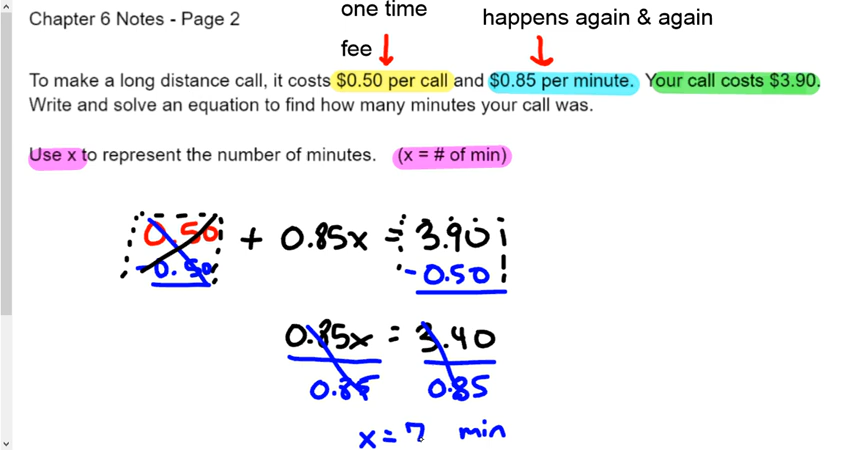 Chapter 6 Notes - Page 2
one time
fee
happens again & again
To make a long distance call, it costs $0.50 per call and $0.85 per minute. Your call costs $3.90.
Write and solve an equation to find how many minutes your call was.
Use x to represent the number of minutes. (x = # of min)
0.50 + 0.85x = 3.90
-0.50 -0.50
0.85x = 3.40
0.85 0.85
x = 7 min